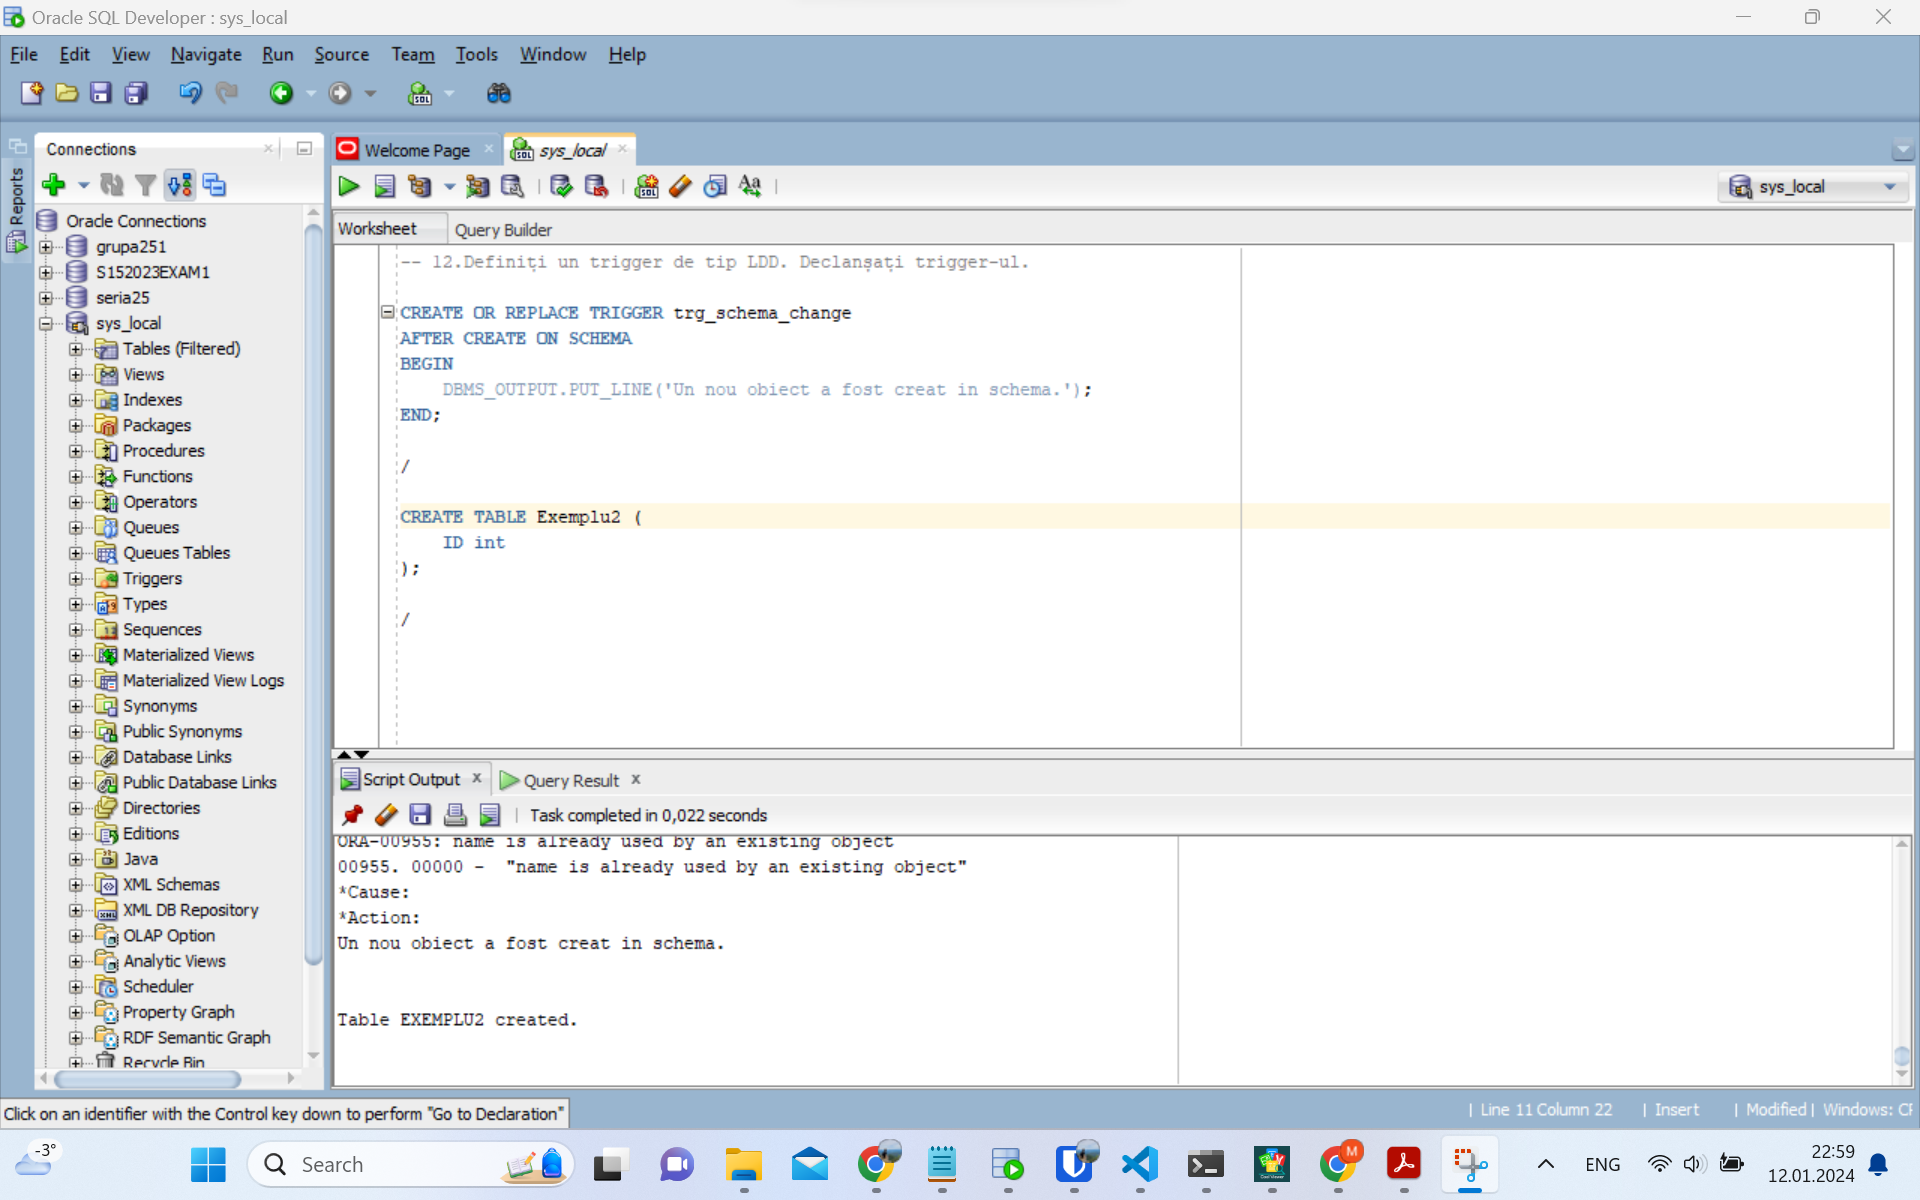 Oracle SQL Developer : sys_local
File Edit View Navigate Run Source Team Tools Window Help
Reports
Connections
Oracle Connections
grupa251
S152023EXAM1
seria25
sys_local
Tables (Filtered)
Views
Indexes
Packages
Procedures
Functions
Operators
Queues
Queues Tables
Triggers
Types
Sequences
Materialized Views
Materialized View Logs
Synonyms
Public Synonyms
Database Links
Public Database Links
Directories
Editions
Java
XML Schemas
XML DB Repository
OLAP Option
Analytic Views
Scheduler
Property Graph
RDF Semantic Graph
Recycle Bin
Welcome Page
sys_local
sys_local
Worksheet Query Builder
-- 12.Definiți un trigger de tip LDD. Declanșați trigger-ul.
CREATE OR REPLACE TRIGGER trg_schema_change
AFTER CREATE ON SCHEMA
BEGIN
DBMS_OUTPUT.PUT_LINE('Un nou obiect a fost creat in schema.');
END;
/
CREATE TABLE Exemplu2 (
ID int
);
/
Script Output Query Result
Task completed in 0,022 seconds
ORA-00955: name is already used by an existing object
00955. 00000 - "name is already used by an existing object"
*Cause:
*Action:
Un nou obiect a fost creat in schema.
Table EXEMPLU2 created.
Click on an identifier with the Control key down to perform "Go to Declaration"
Line 11 Column 22 | Insert | Modified | Windows:
-3°
Search
ENG
22:59
12.01.2024